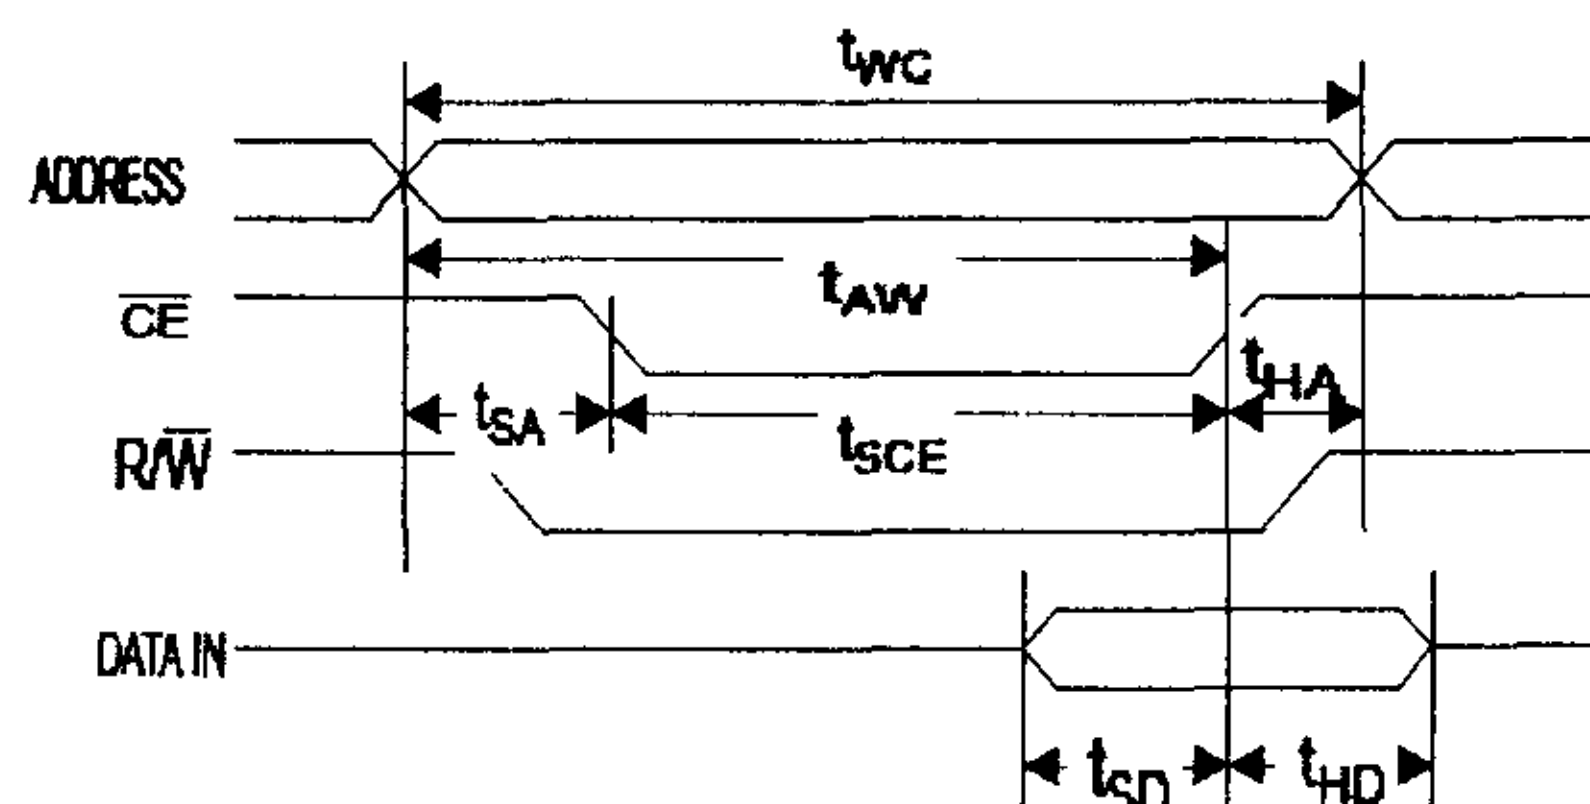 tWC
ADDRESS
tAW
CE
tHA
tSA
tSCE
R/W
DATA IN
tSD
tHD